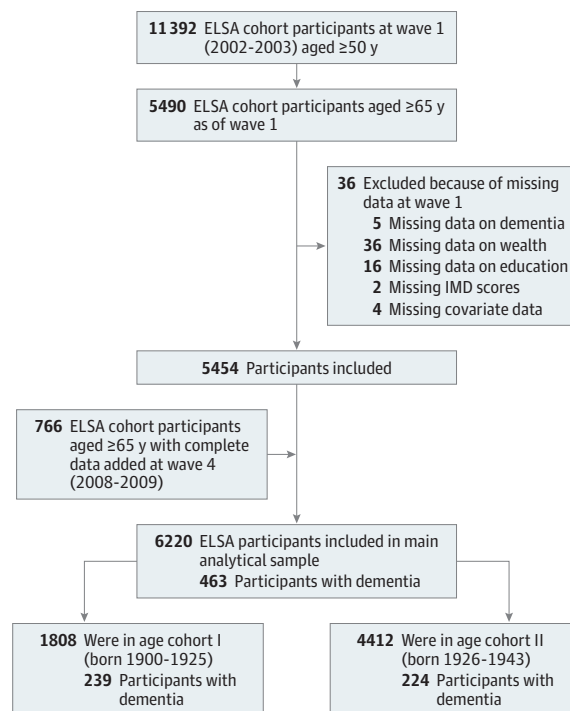 11 392 ELSA cohort participants at wave 1
(2002-2003) aged ≥50 y
5490 ELSA cohort participants aged ≥65 y
as of wave 1
36 Excluded because of missing
data at wave 1
5 Missing data on dementia
36 Missing data on wealth
16 Missing data on education
2 Missing IMD scores
4 Missing covariate data
5454 Participants included
766 ELSA cohort participants
aged ≥65 y with complete
data added at wave 4
(2008-2009)
6220 ELSA participants included in main
analytical sample
463 Participants with dementia
1808 Were in age cohort I
(born 1900-1925)
239 Participants with
dementia
4412 Were in age cohort II
(born 1926-1943)
224 Participants with
dementia